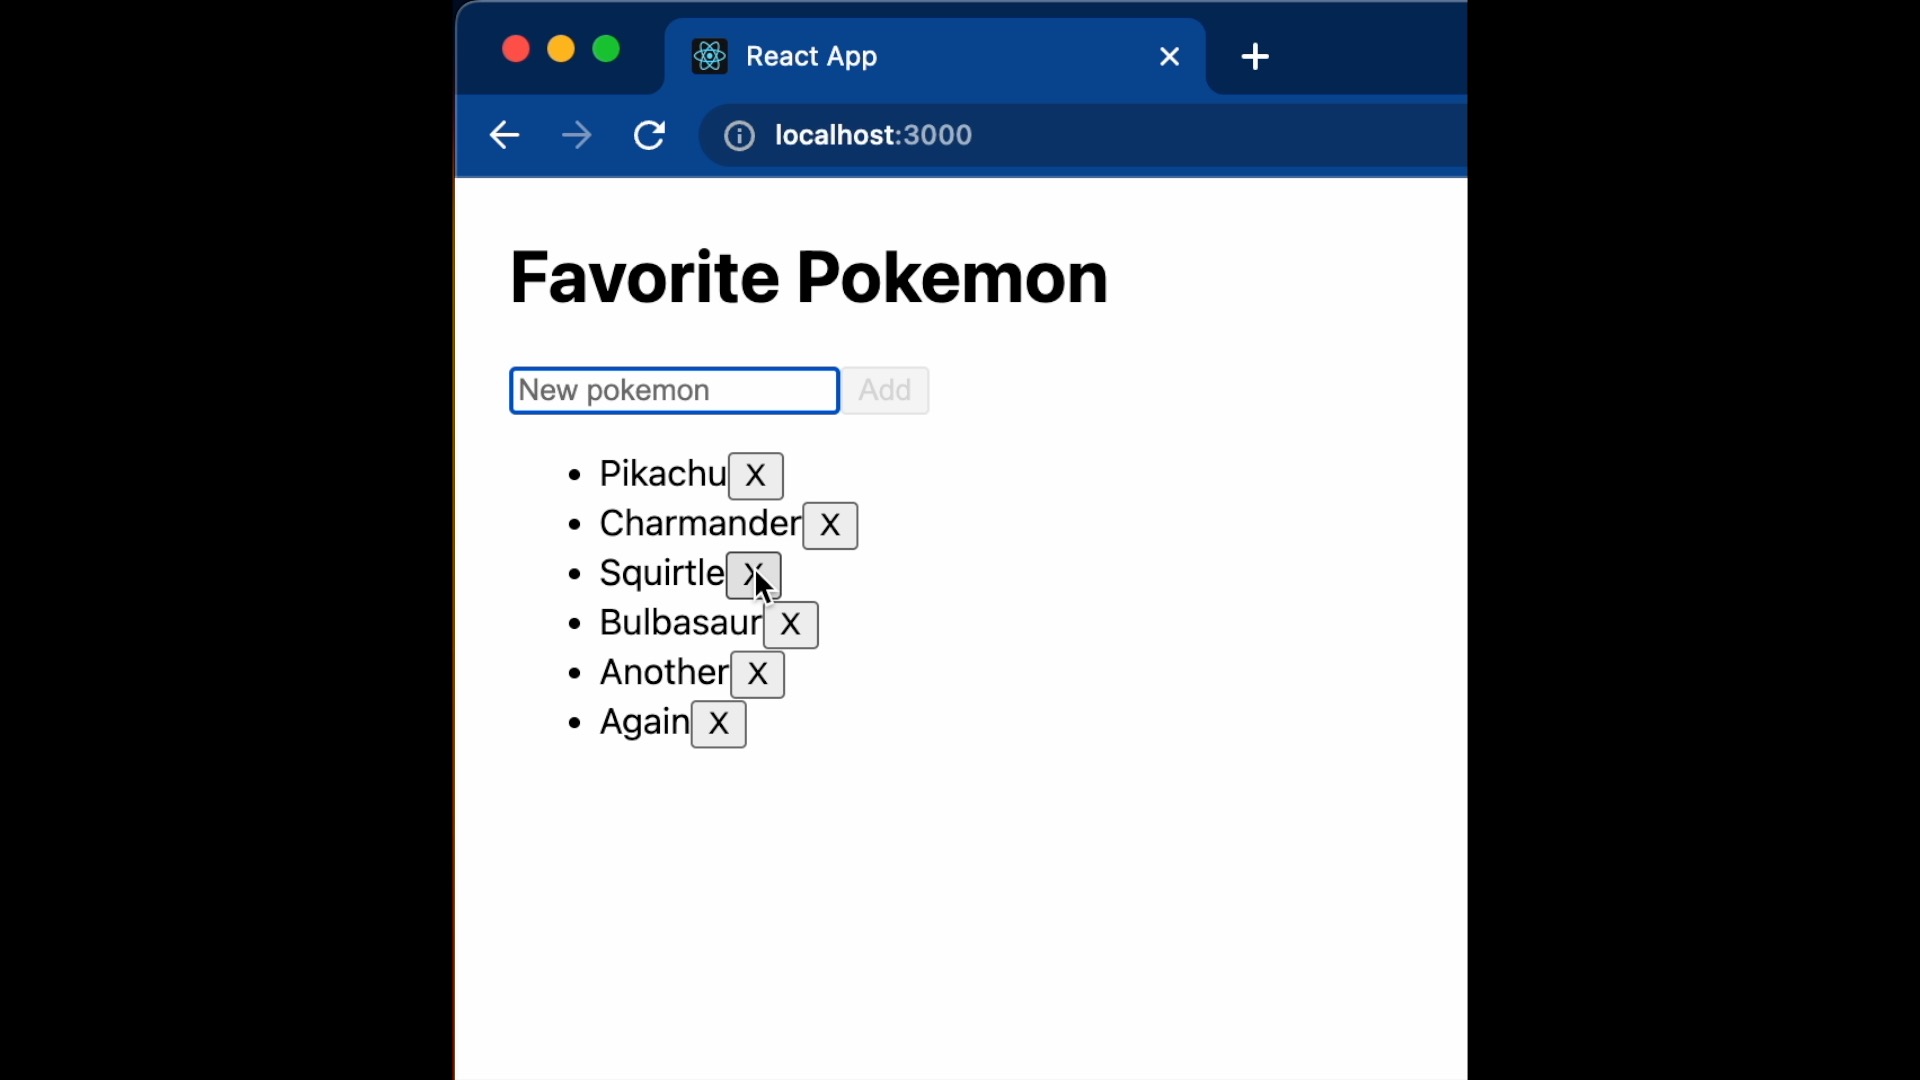 React App
localhost:3000
Favorite Pokemon
New pokemon Add
Pikachu X
Charmander X
Squirtle X
Bulbasaur X
Another X
Again X